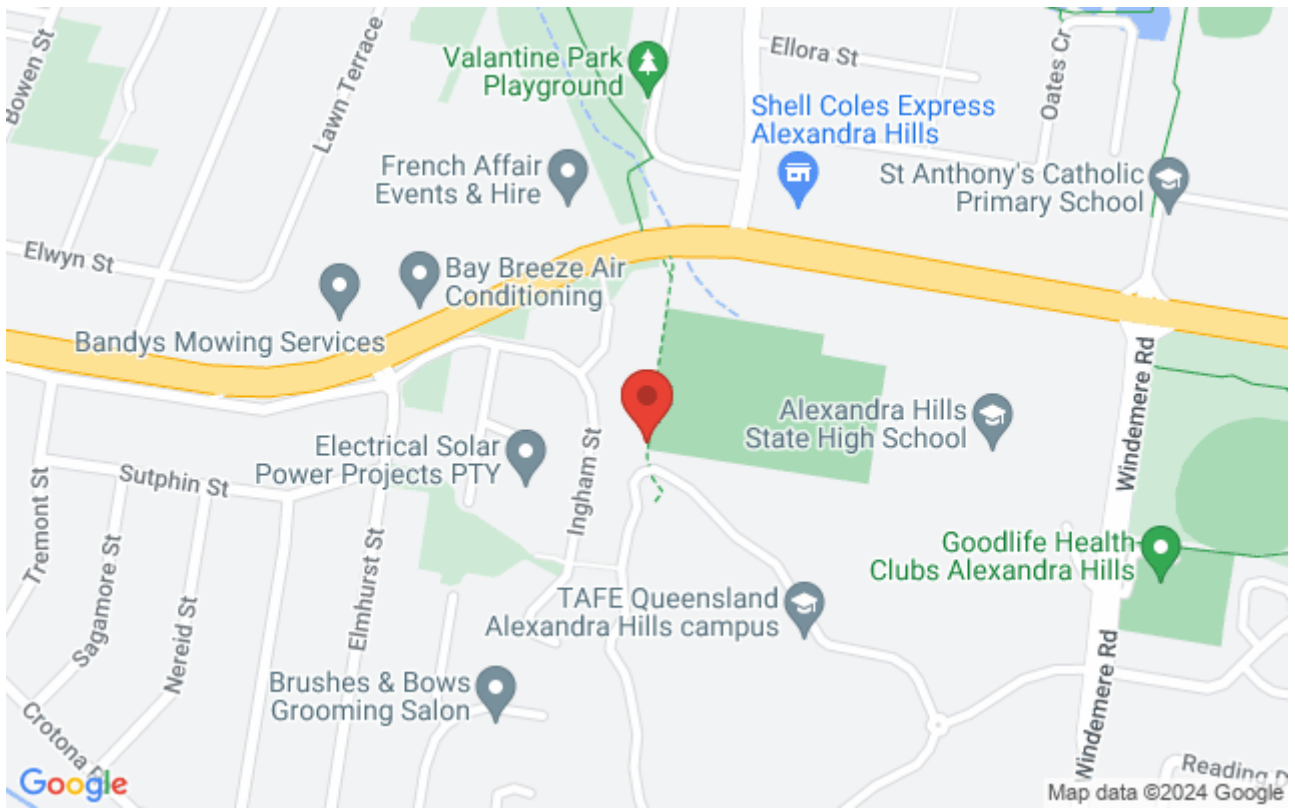 Bowen St
Lawn Terrace
Valantine Park
Playground
Ellora St
Oates Cr
Shell Coles Express
Alexandra Hills
French Affair
Events & Hire
St Anthony's Catholic
Primary School
Elwyn St
Bay Breeze Air
Conditioning
Bandys Mowing Services
Windemere Rd
Alexandra Hills
State High School
Electrical Solar
Power Projects PTY
Ingham St
Sutphin St
Tremont St
Sagamore St
Nereid St
Elmhurst St
Goodlife Health
Clubs Alexandra Hills
TAFE Queensland
Alexandra Hills campus
Windemere Rd
Brushes & Bows
Grooming Salon
Crotona
Reading D
Google
Map data ©2024 Google